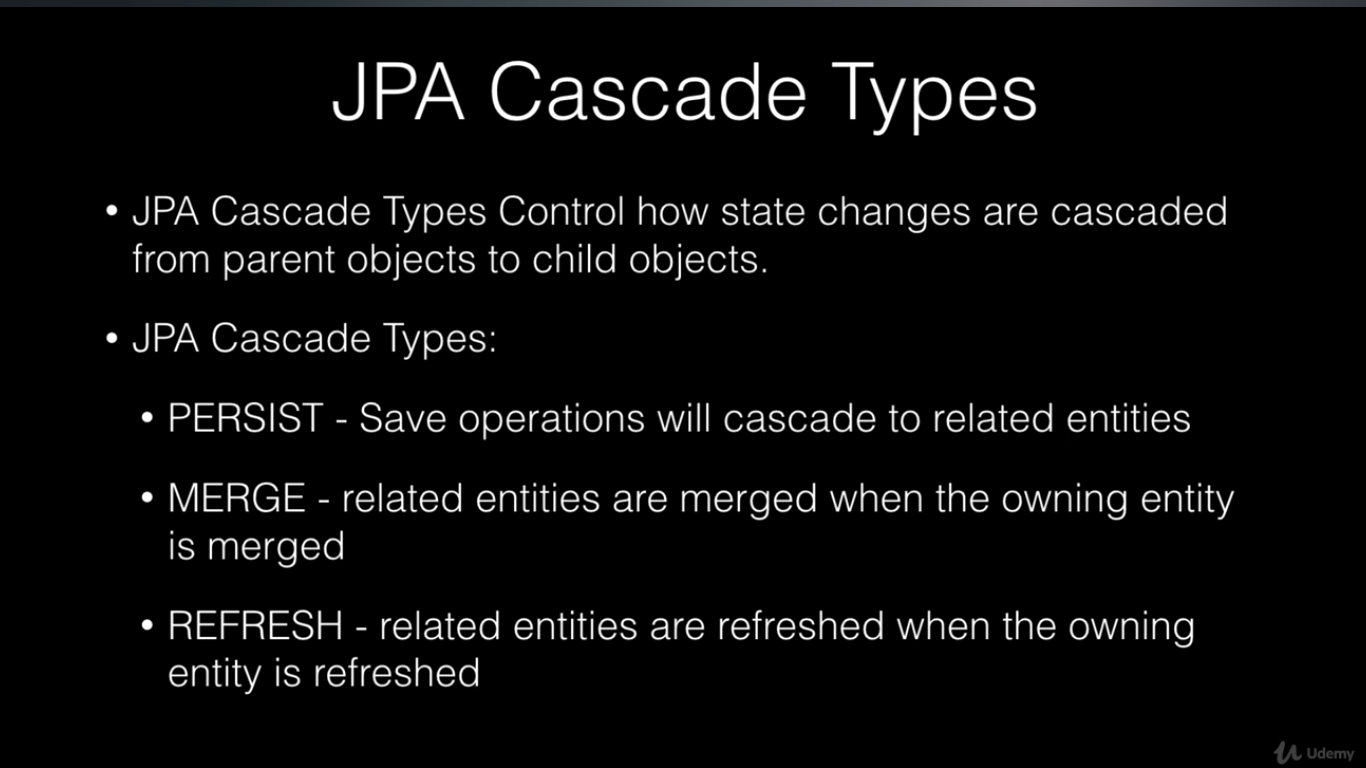 JPA Cascade Types
• JPA Cascade Types Control how state changes are cascaded
from parent objects to child objects.
• JPA Cascade Types:
• PERSIST - Save operations will cascade to related entities
• MERGE - related entities are merged when the owning entity
is merged
• REFRESH - related entities are refreshed when the owning
entity is refreshed
Udemy